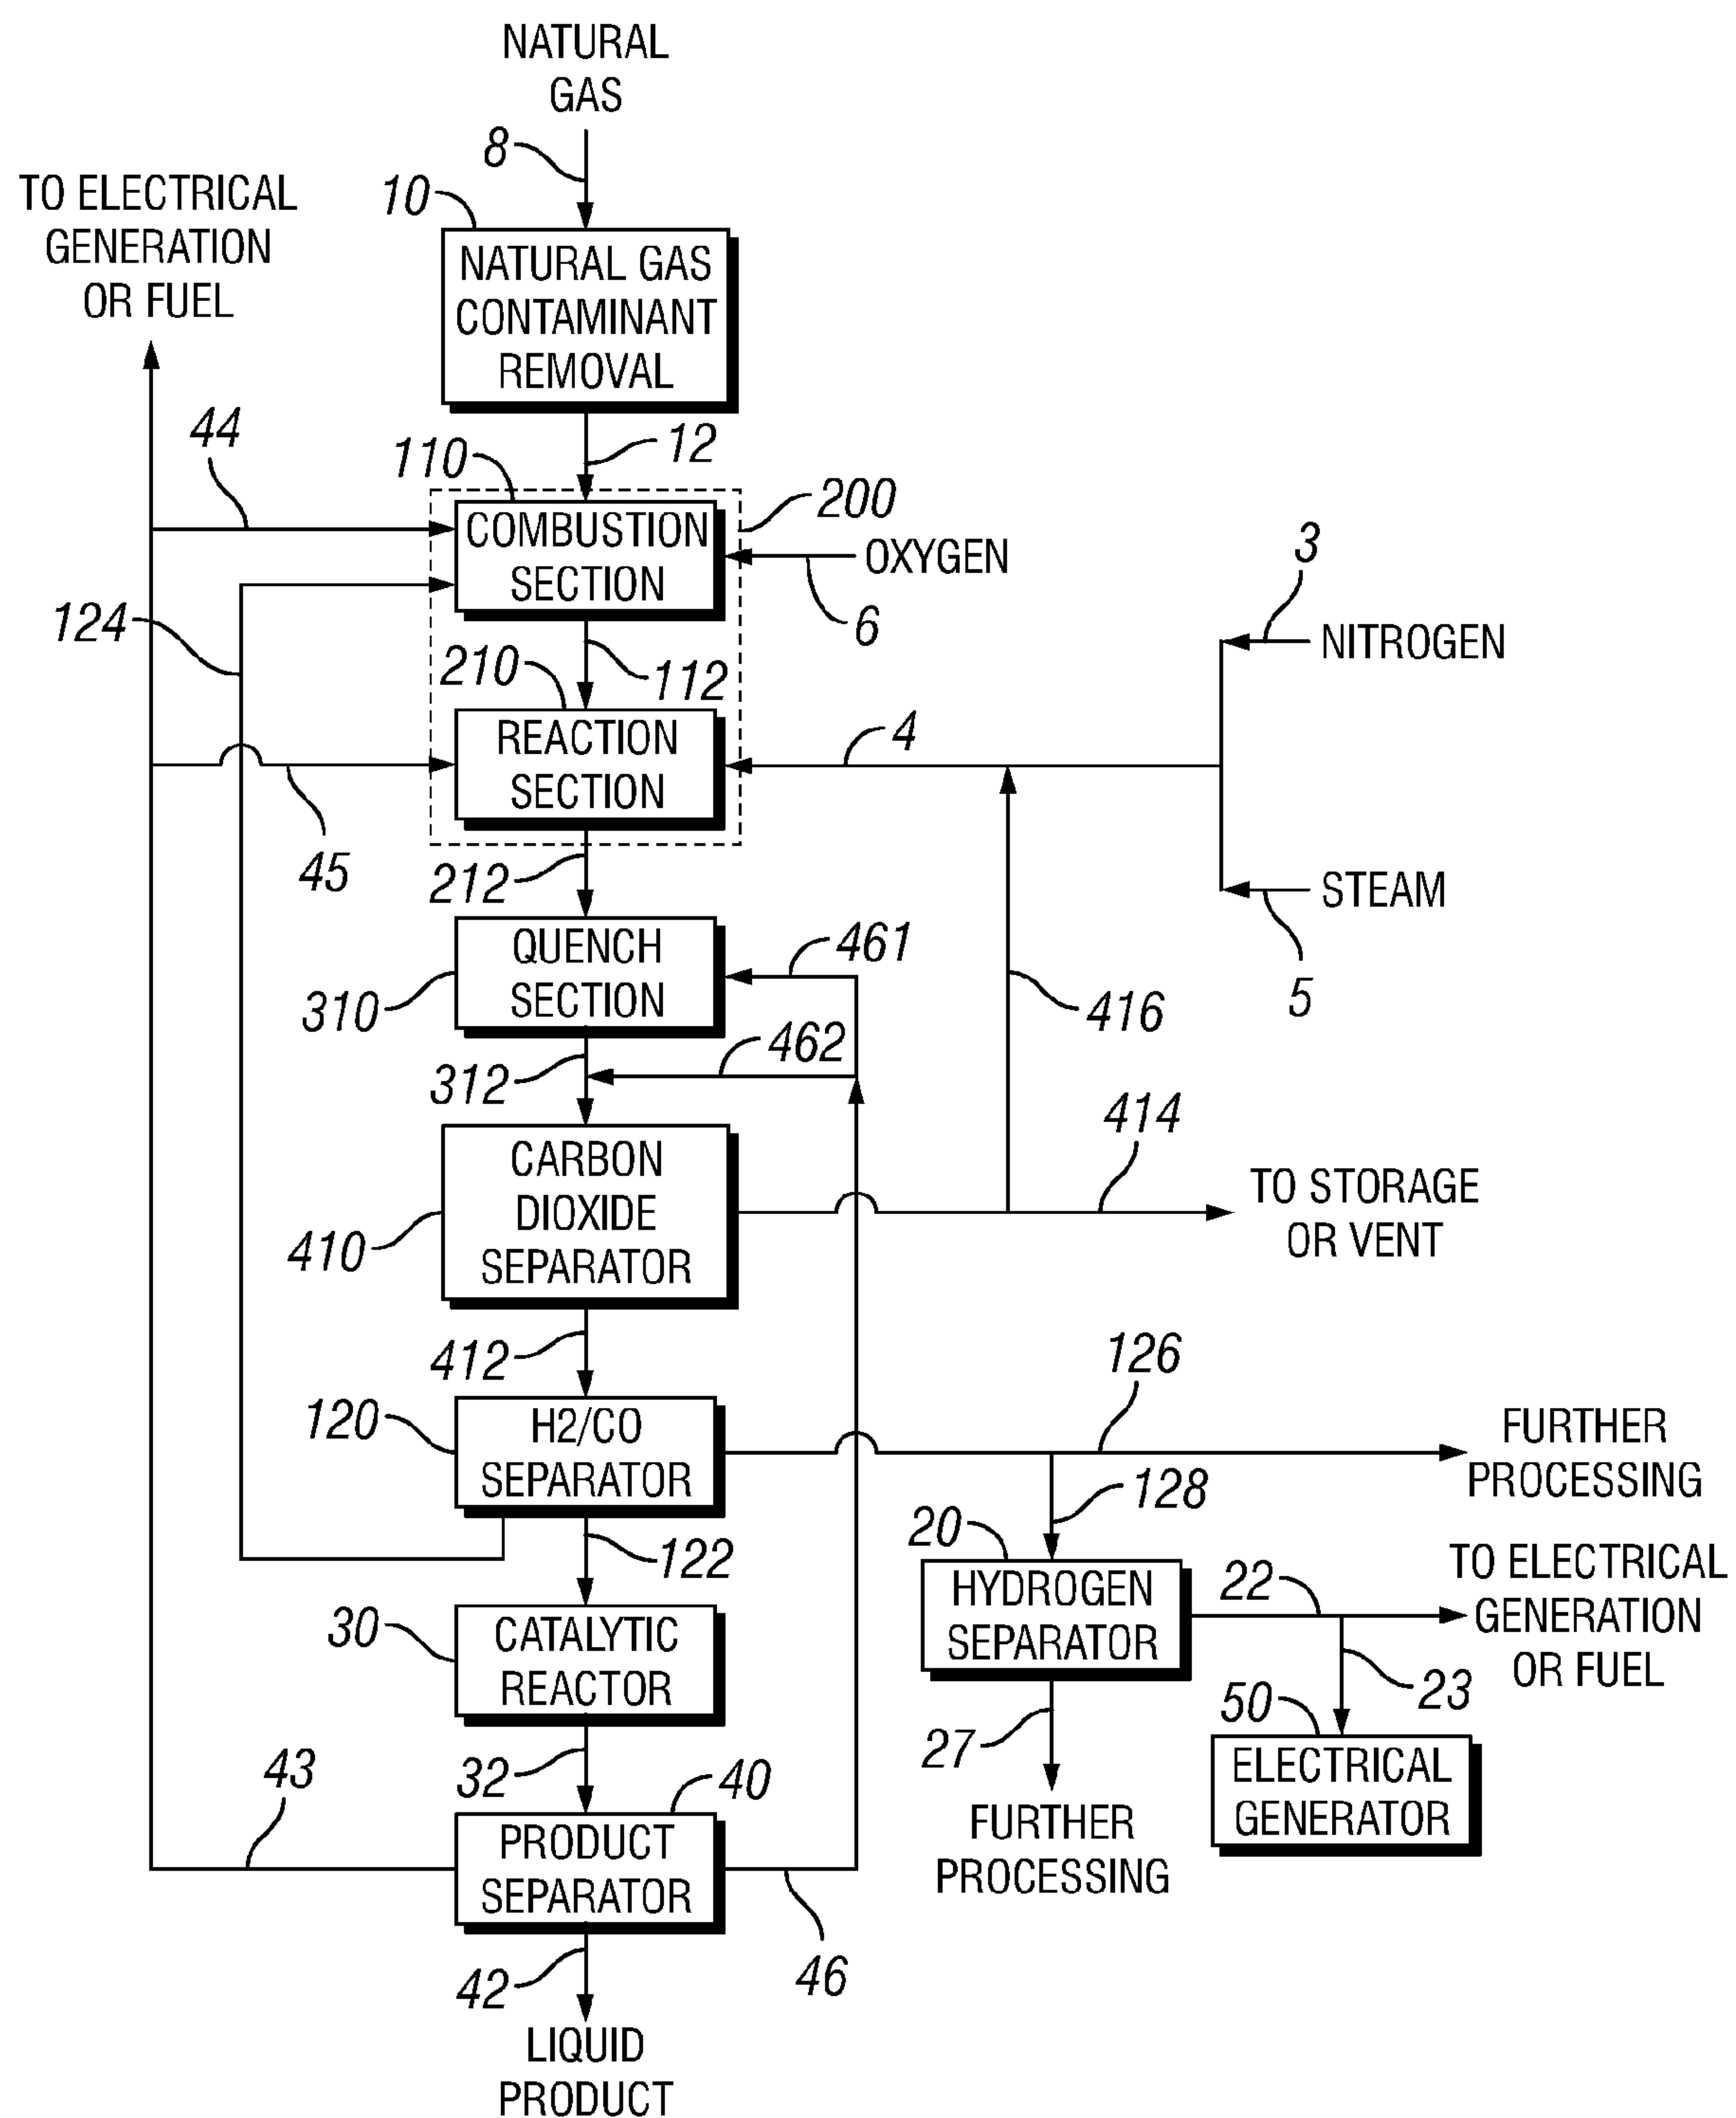 NATURAL
GAS
8
TO ELECTRICAL
GENERATION
OR FUEL
10
NATURAL GAS
CONTAMINANT
REMOVAL
44
110
12
200
COMBUSTION
SECTION
OXYGEN
6
3
NITROGEN
124
210
112
REACTION
SECTION
4
45
212
STEAM
5
QUENCH
SECTION
310
461
416
462
312
414
CARBON
DIOXIDE
SEPARATOR
410
TO STORAGE
OR VENT
412
126
120
H2/CO
SEPARATOR
FURTHER
PROCESSING
128
122
20
HYDROGEN
SEPARATOR
22
TO ELECTRICAL
GENERATION
OR FUEL
30
CATALYTIC
REACTOR
23
50
27
ELECTRICAL
GENERATOR
43
32
40
FURTHER
PROCESSING
PRODUCT
SEPARATOR
42
46
LIQUID
PRODUCT